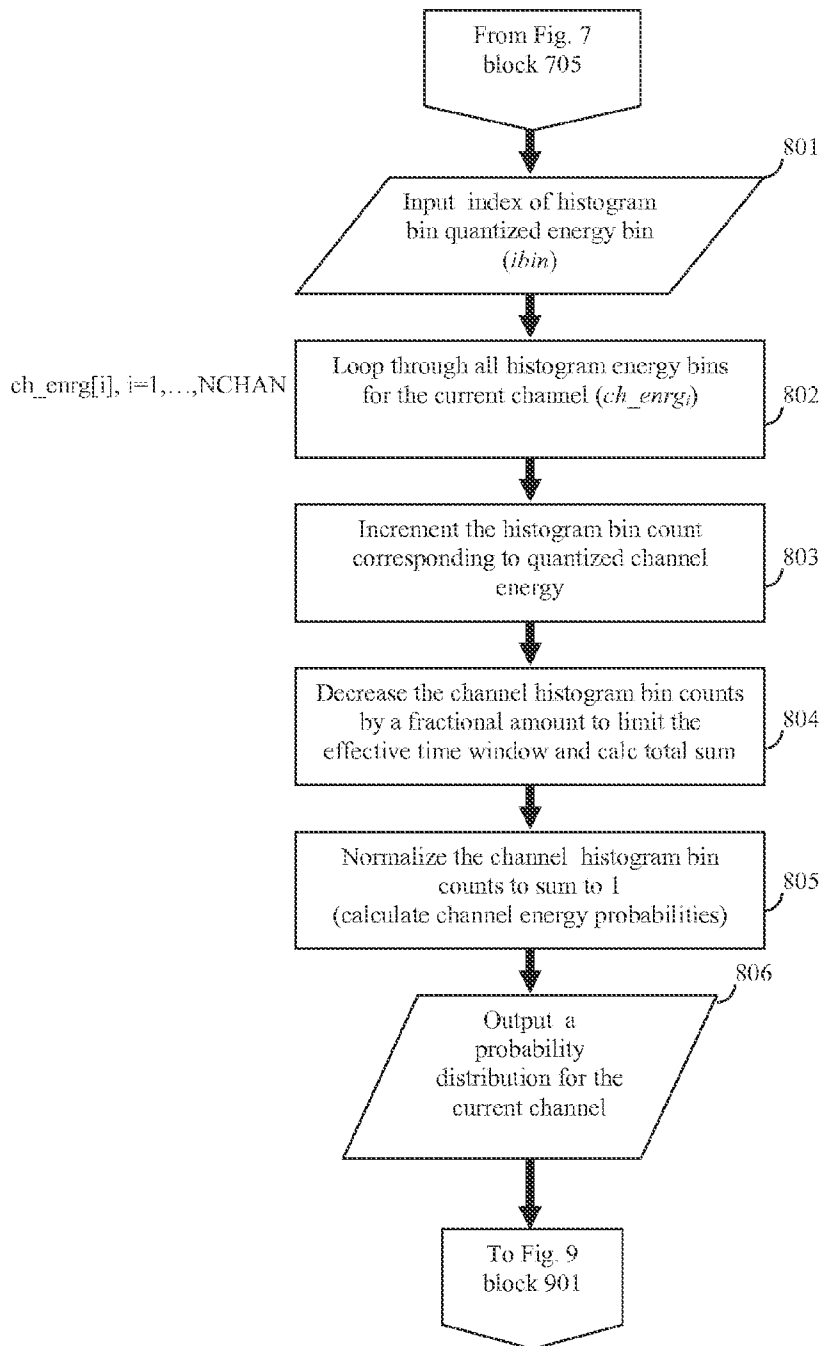 From Fig. 7
block 705
801
Input index of histogram
bin quantized energy bin
(ibin)
ch_enrg[i], i=1,…,NCHAN
Loop through all histogram energy bins
for the current channel (ch_enrgi)
802
Increment the histogram bin count
corresponding to quantized channel
energy
803
Decrease the channel histogram bin counts
by a fractional amount to limit the
effective time window and calc total sum
804
Normalize the channel histogram bin
counts to sum to 1
(calculate channel energy probabilities)
805
806
Output a
probability
distribution for the
current channel
To Fig. 9
block 901